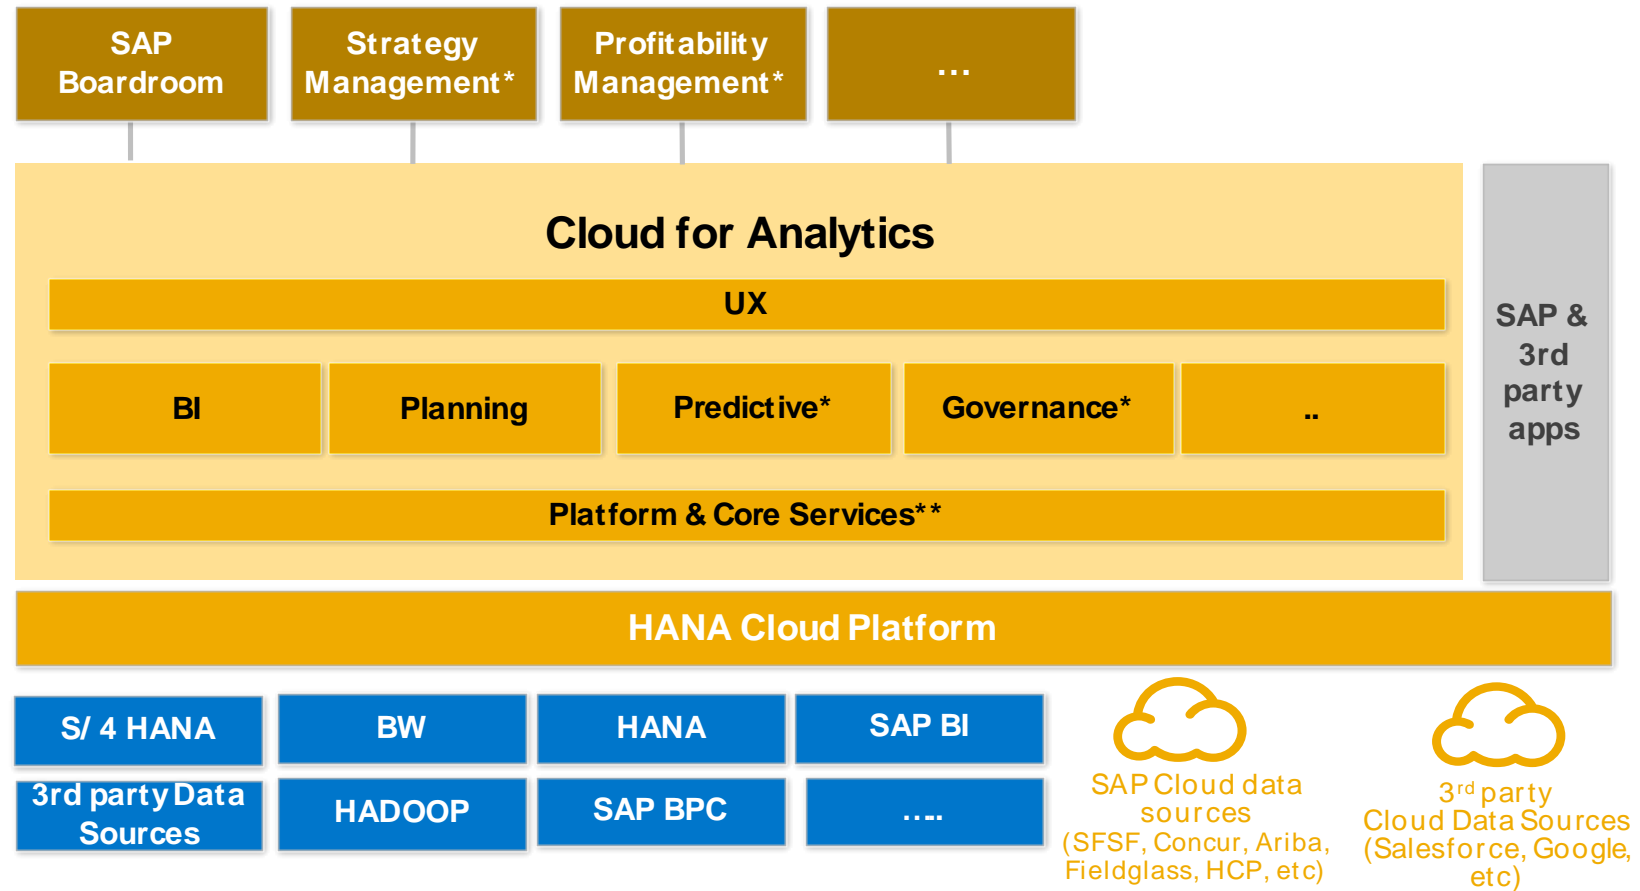 SAP
Boardroom
Strategy
Management*
Profitability
Management*
...
Cloud for Analytics
UX
BI
Planning
Predictive*
Governance*
..
Platform & Core Services**
SAP &
3rd
party
apps
HANA Cloud Platform
S/ 4 HANA
BW
HANA
SAP BI
3rd party Data
Sources
HADOOP
SAP BPC
.....
SAP Cloud data
sources
(SFSF, Concur, Ariba,
Fieldglass, HCP, etc)
3rd party
Cloud Data Sources
(Salesforce, Google,
etc)